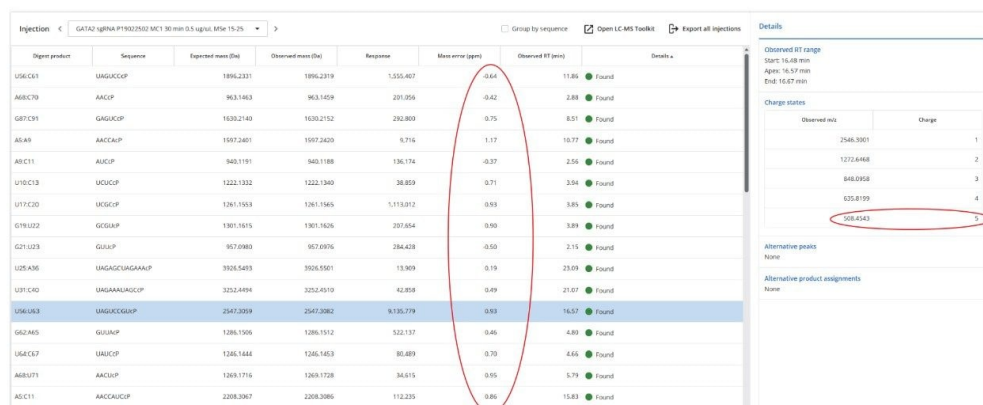 Injection < GATA2 sgRNA P19022502 MC1 30 min 0.5 ug/ul, MSe 15-25 >
Group by sequence Open LC-MS Toolkit Export all injections
Digest product Sequence Expected mass (Da) Observed mass (Da) Response Mass error (ppm) Observed RT (min) Details
U56:C61 UAGUCCcP 1896.2331 1896.2319 1,555,407 -0.64 11.86 Found
A68:C70 AACcP 963.1463 963.1459 201,056 -0.42 2.88 Found
G87:C91 GAGUCcP 1630.2140 1630.2152 292,800 0.75 8.51 Found
A5:A9 AACCAcP 1597.2401 1597.2420 9,716 1.17 10.77 Found
A9:C11 AUCcP 940.1191 940.1188 136,174 -0.37 2.56 Found
U10:C13 UCUCcP 1222.1332 1222.1340 38,859 0.71 3.94 Found
U17:C20 UCGCcP 1261.1553 1261.1565 1,113,012 0.93 3.85 Found
G19:U22 GCGUcP 1301.1615 1301.1626 207,654 0.90 3.89 Found
G21:U23 GUUcP 957.0980 957.0976 284,428 -0.50 2.15 Found
U25:A36 UAGAGCUAGAAAcP 3926.5493 3926.5501 13,909 0.19 23.09 Found
U31:C40 UAGAAAUAGCcP 3252.4494 3252.4510 42,858 0.49 21.07 Found
U56:U63 UAGUCCGUcP 2547.3059 2547.3082 9,135,779 0.93 16.57 Found
G62:A65 GUUAcP 1286.1506 1286.1512 522,137 0.46 4.80 Found
U64:C67 UAUCcP 1246.1444 1246.1453 80,489 0.70 4.66 Found
A68:U71 AACUcP 1269.1716 1269.1728 34,615 0.95 5.79 Found
A5:C11 AACCAUCcP 2208.3067 2208.3086 112,235 0.86 15.83 Found
Details
Observed RT range
Start: 16.48 min
Apex: 16.57 min
End: 16.67 min
Charge states
Observed m/z Charge
2546.3001 1
1272.6468 2
848.0958 3
635.8199 4
508.4543 5
Alternative peaks
None
Alternative product assignments
None